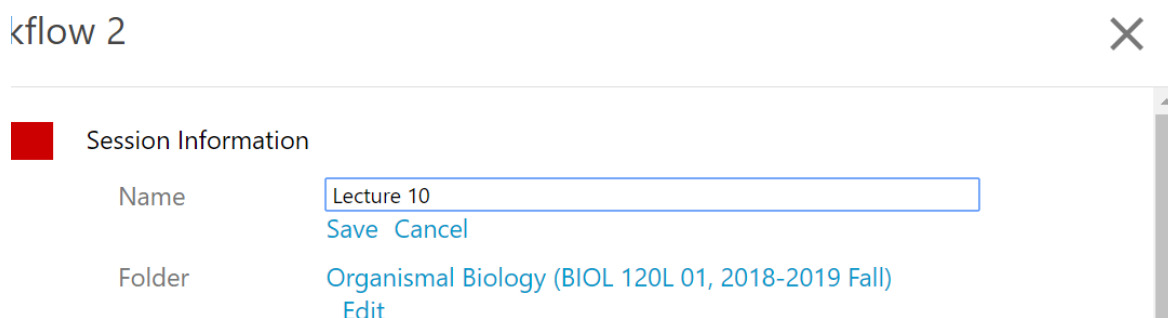 kflow 2
Session Information
Name Lecture 10
Save Cancel
Folder Organismal Biology (BIOL 120L 01, 2018-2019 Fall)
Edit